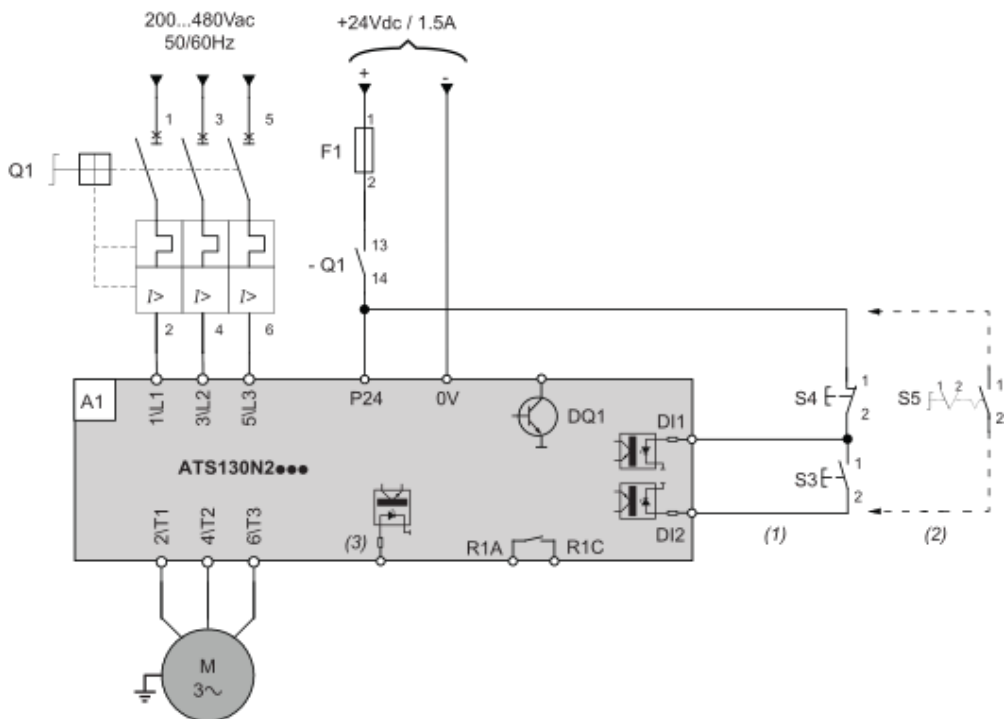 200...480Vac
50/60Hz
+24Vdc / 1.5A
+
-
1
3
5
Q1
1
F1
2
13
- Q1
14
I>
I>
I>
2
4
6
A1
1\L1
3\L2
5\L3
P24
0V
DQ1
DI1
S4
1
2
S5
1
2
1
2
ATS130N2●●●
S3
1
2
2\T1
4\T2
6\T3
(3)
R1A
R1C
DI2
(1)
(2)
M
3~